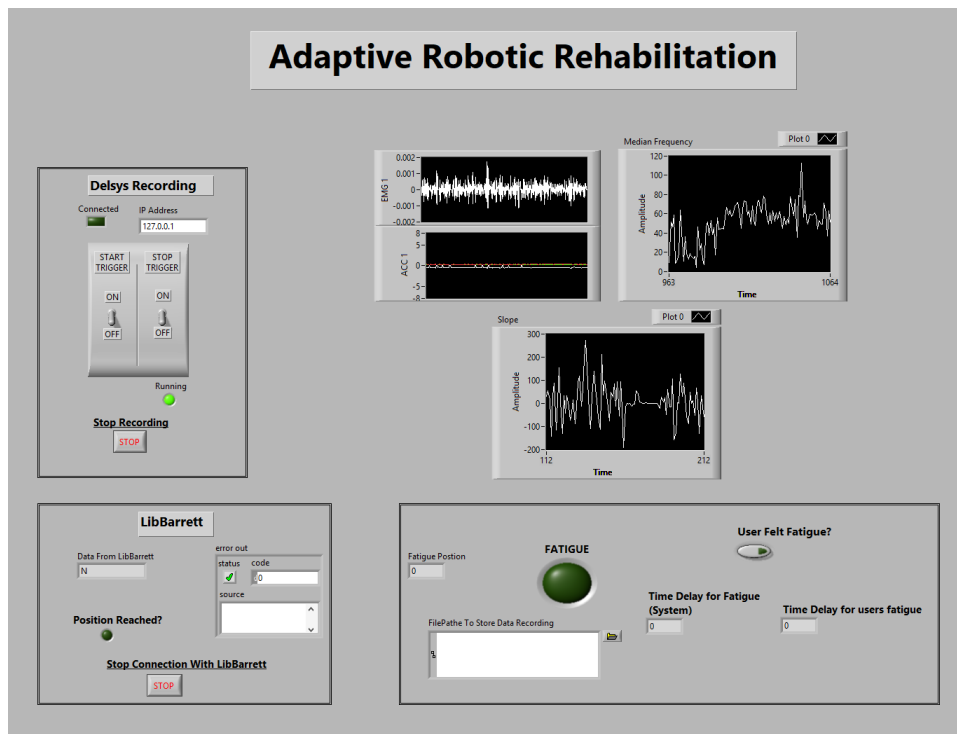 Adaptive Robotic Rehabilitation
Delsys Recording
Connected
IP Address
127.0.0.1
START
TRIGGER
STOP
TRIGGER
ON
ON
OFF
OFF
Running
Stop Recording
STOP
EMG 1
0.002
0.001
0
-0.001
-0.002
ACC 1
8
5
0
-5
-8
Median Frequency
Plot 0
Amplitude
120
100
80
60
40
20
0
963
1064
Time
Slope
Plot 0
Amplitude
300
200
100
0
-100
-200
112
212
Time
LibBarrett
Data From LibBarrett
N
error out
status
code
0
source
Position Reached?
Stop Connection With LibBarrett
STOP
Fatigue Postion
0
FATIGUE
User Felt Fatigue?
Time Delay for Fatigue
(System)
0
Time Delay for users fatigue
0
FilePathe To Store Data Recording